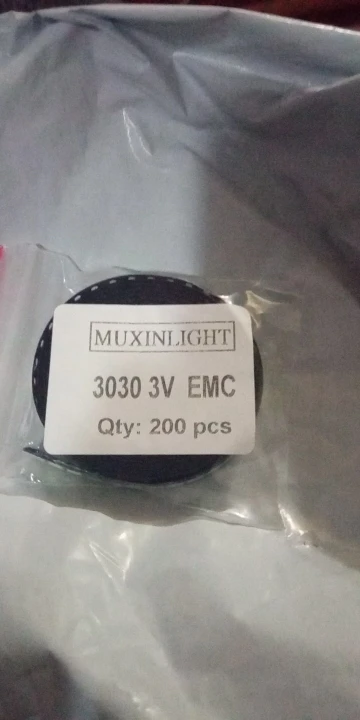 MUXINLIGHT
3030 3V EMC
Qty: 200 pcs